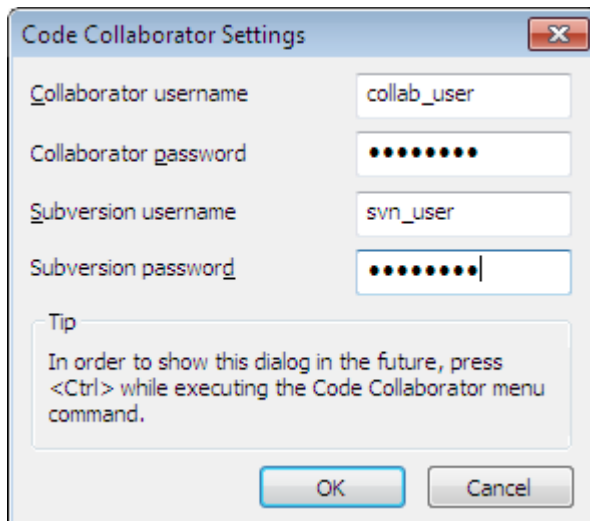 Code Collaborator Settings
Collaborator username collab_user
Collaborator password ●●●●●●●●
Subversion username svn_user
Subversion password ●●●●●●●●
Tip
In order to show this dialog in the future, press
<Ctrl> while executing the Code Collaborator menu
command.
OK Cancel